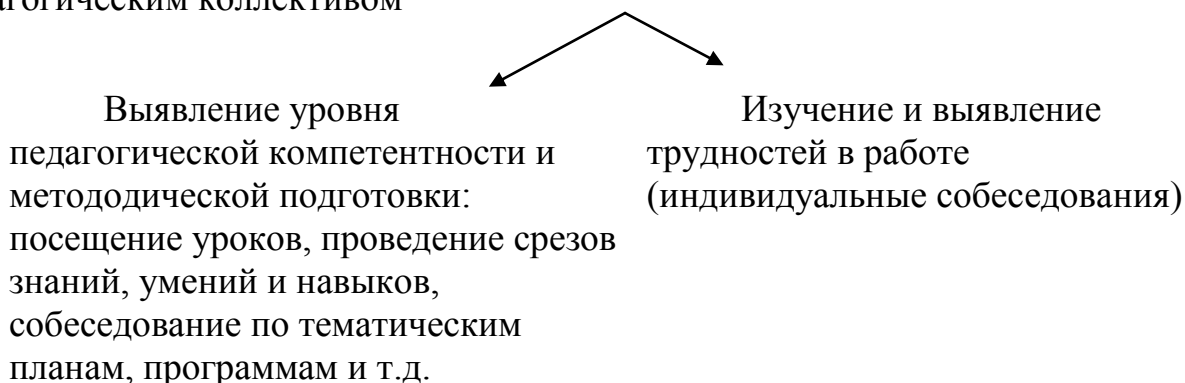 агогическим коллективом
Выявление уровня
педагогической компетентности и
метододической подготовки:
посещение уроков, проведение срезов
знаний, умений и навыков,
собеседование по тематическим
планам, программам и т.д.
Изучение и выявление
трудностей в работе
(индивидуальные собеседования)